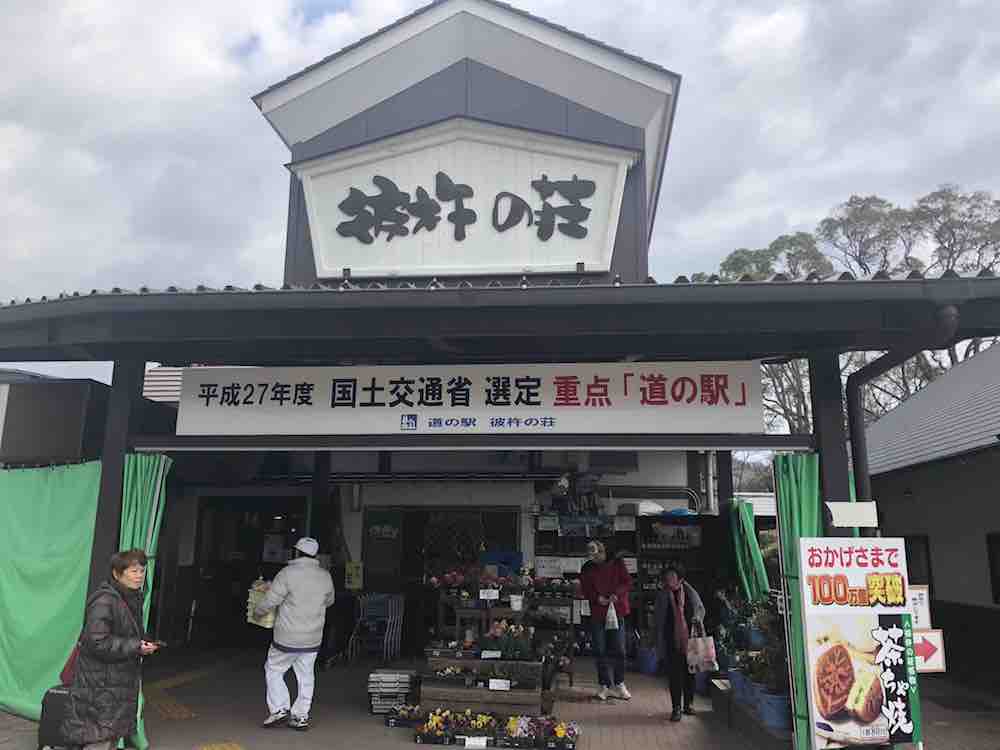 彼杵の荘
平成27年度 国土交通省 選定 重点「道の駅」
道の駅 彼杵の荘
おかげさまで
100万個突破
茶ちゃ焼